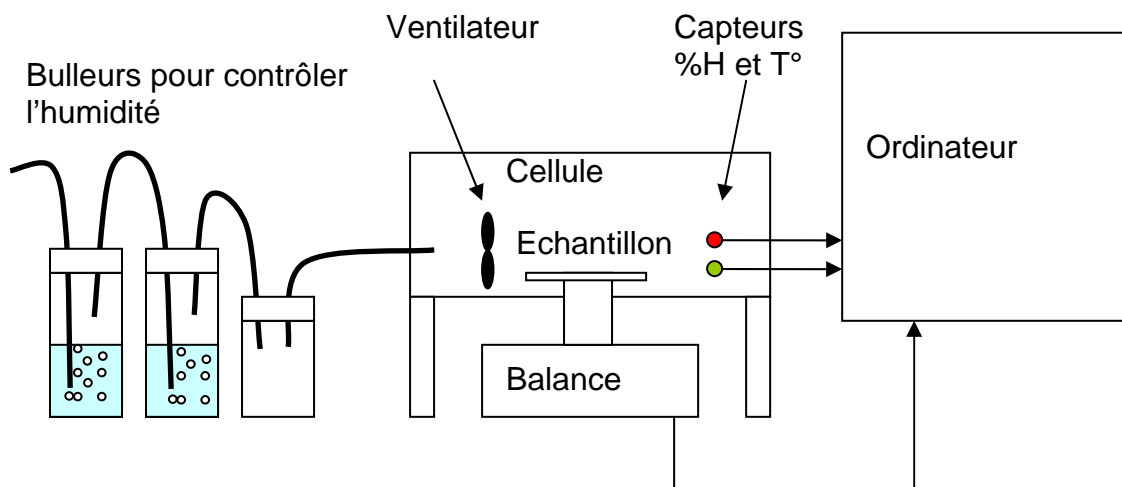 Ventilateur
Capteurs
%H et T°
Bulleurs pour contrôler
l’humidité
Ordinateur
Cellule
Echantillon
Balance